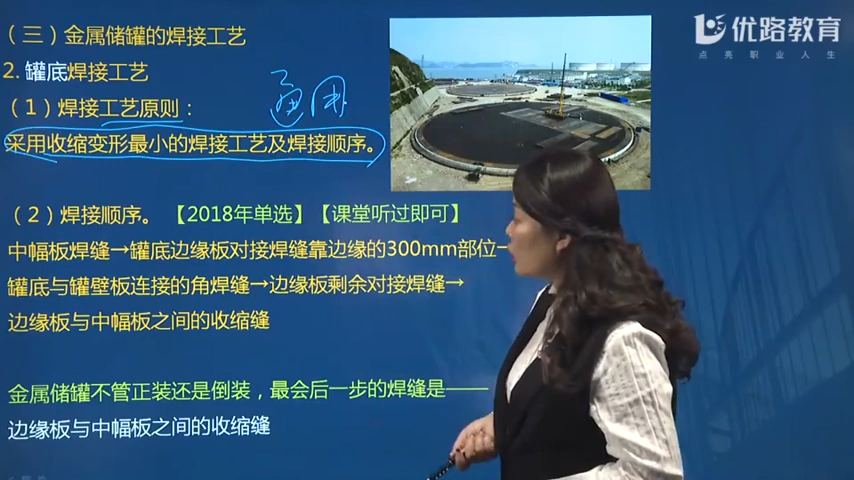 （三）金属储罐的焊接工艺
2. 罐底焊接工艺
（1）焊接工艺原则：
通用
采用收缩变形最小的焊接工艺及焊接顺序。
（2）焊接顺序。【2018年单选】【课堂听过即可】
中幅板焊缝→罐底边缘板对接焊缝靠边缘的300mm部位→
罐底与罐壁板连接的角焊缝→边缘板剩余对接焊缝→
边缘板与中幅板之间的收缩缝
金属储罐不管正装还是倒装，最会后一步的焊缝是——
边缘板与中幅板之间的收缩缝
优路教育
点亮职业人生